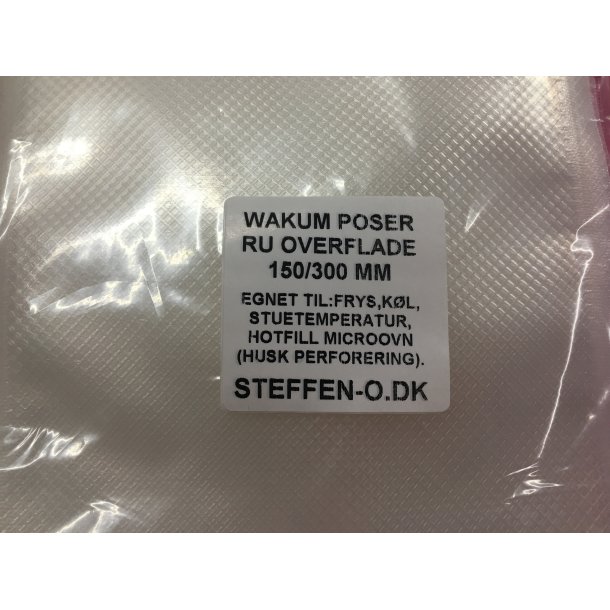 WAKUM POSER
RU OVERFLADE
150/300 MM
EGNET TIL:FRYS,KØL,
STUETEMPERATUR,
HOTFILL MICROOVN
(HUSK PERFORERING).
STEFFEN-O.DK